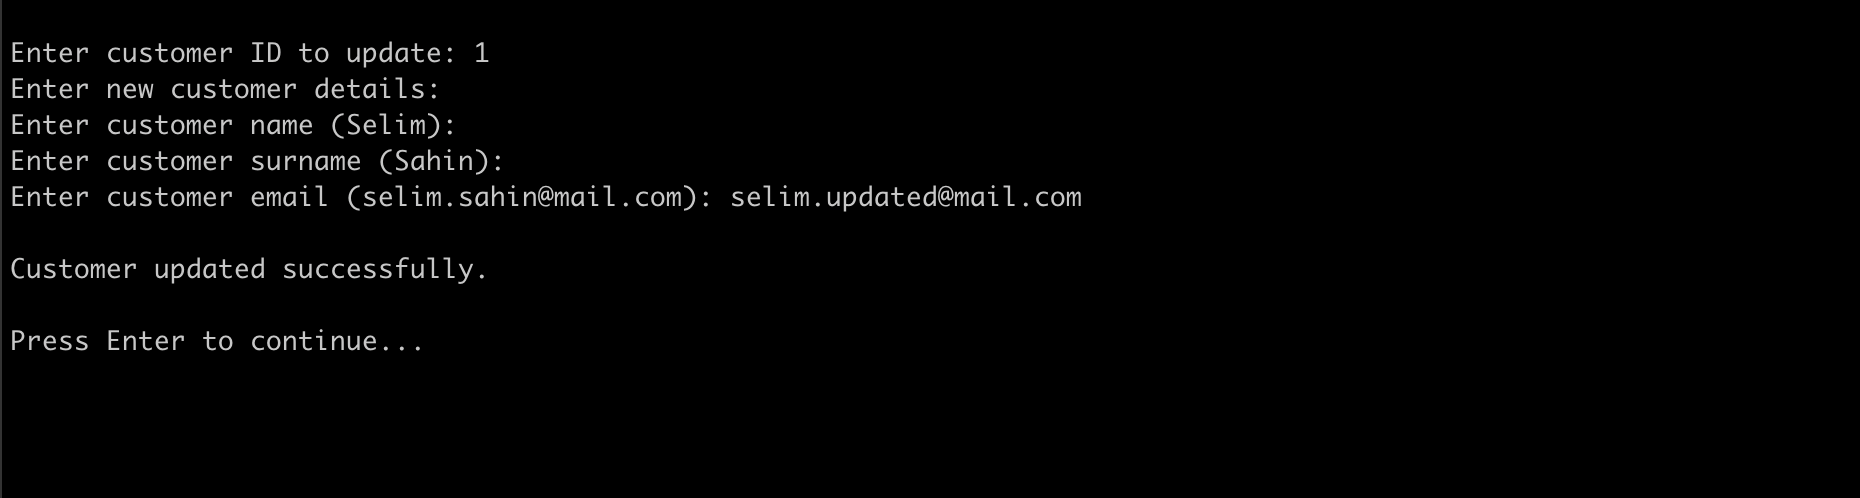 Enter customer ID to update: 1
Enter new customer details:
Enter customer name (Selim):
Enter customer surname (Sahin):
Enter customer email (selim.sahin@mail.com): selim.updated@mail.com
Customer updated successfully.
Press Enter to continue...